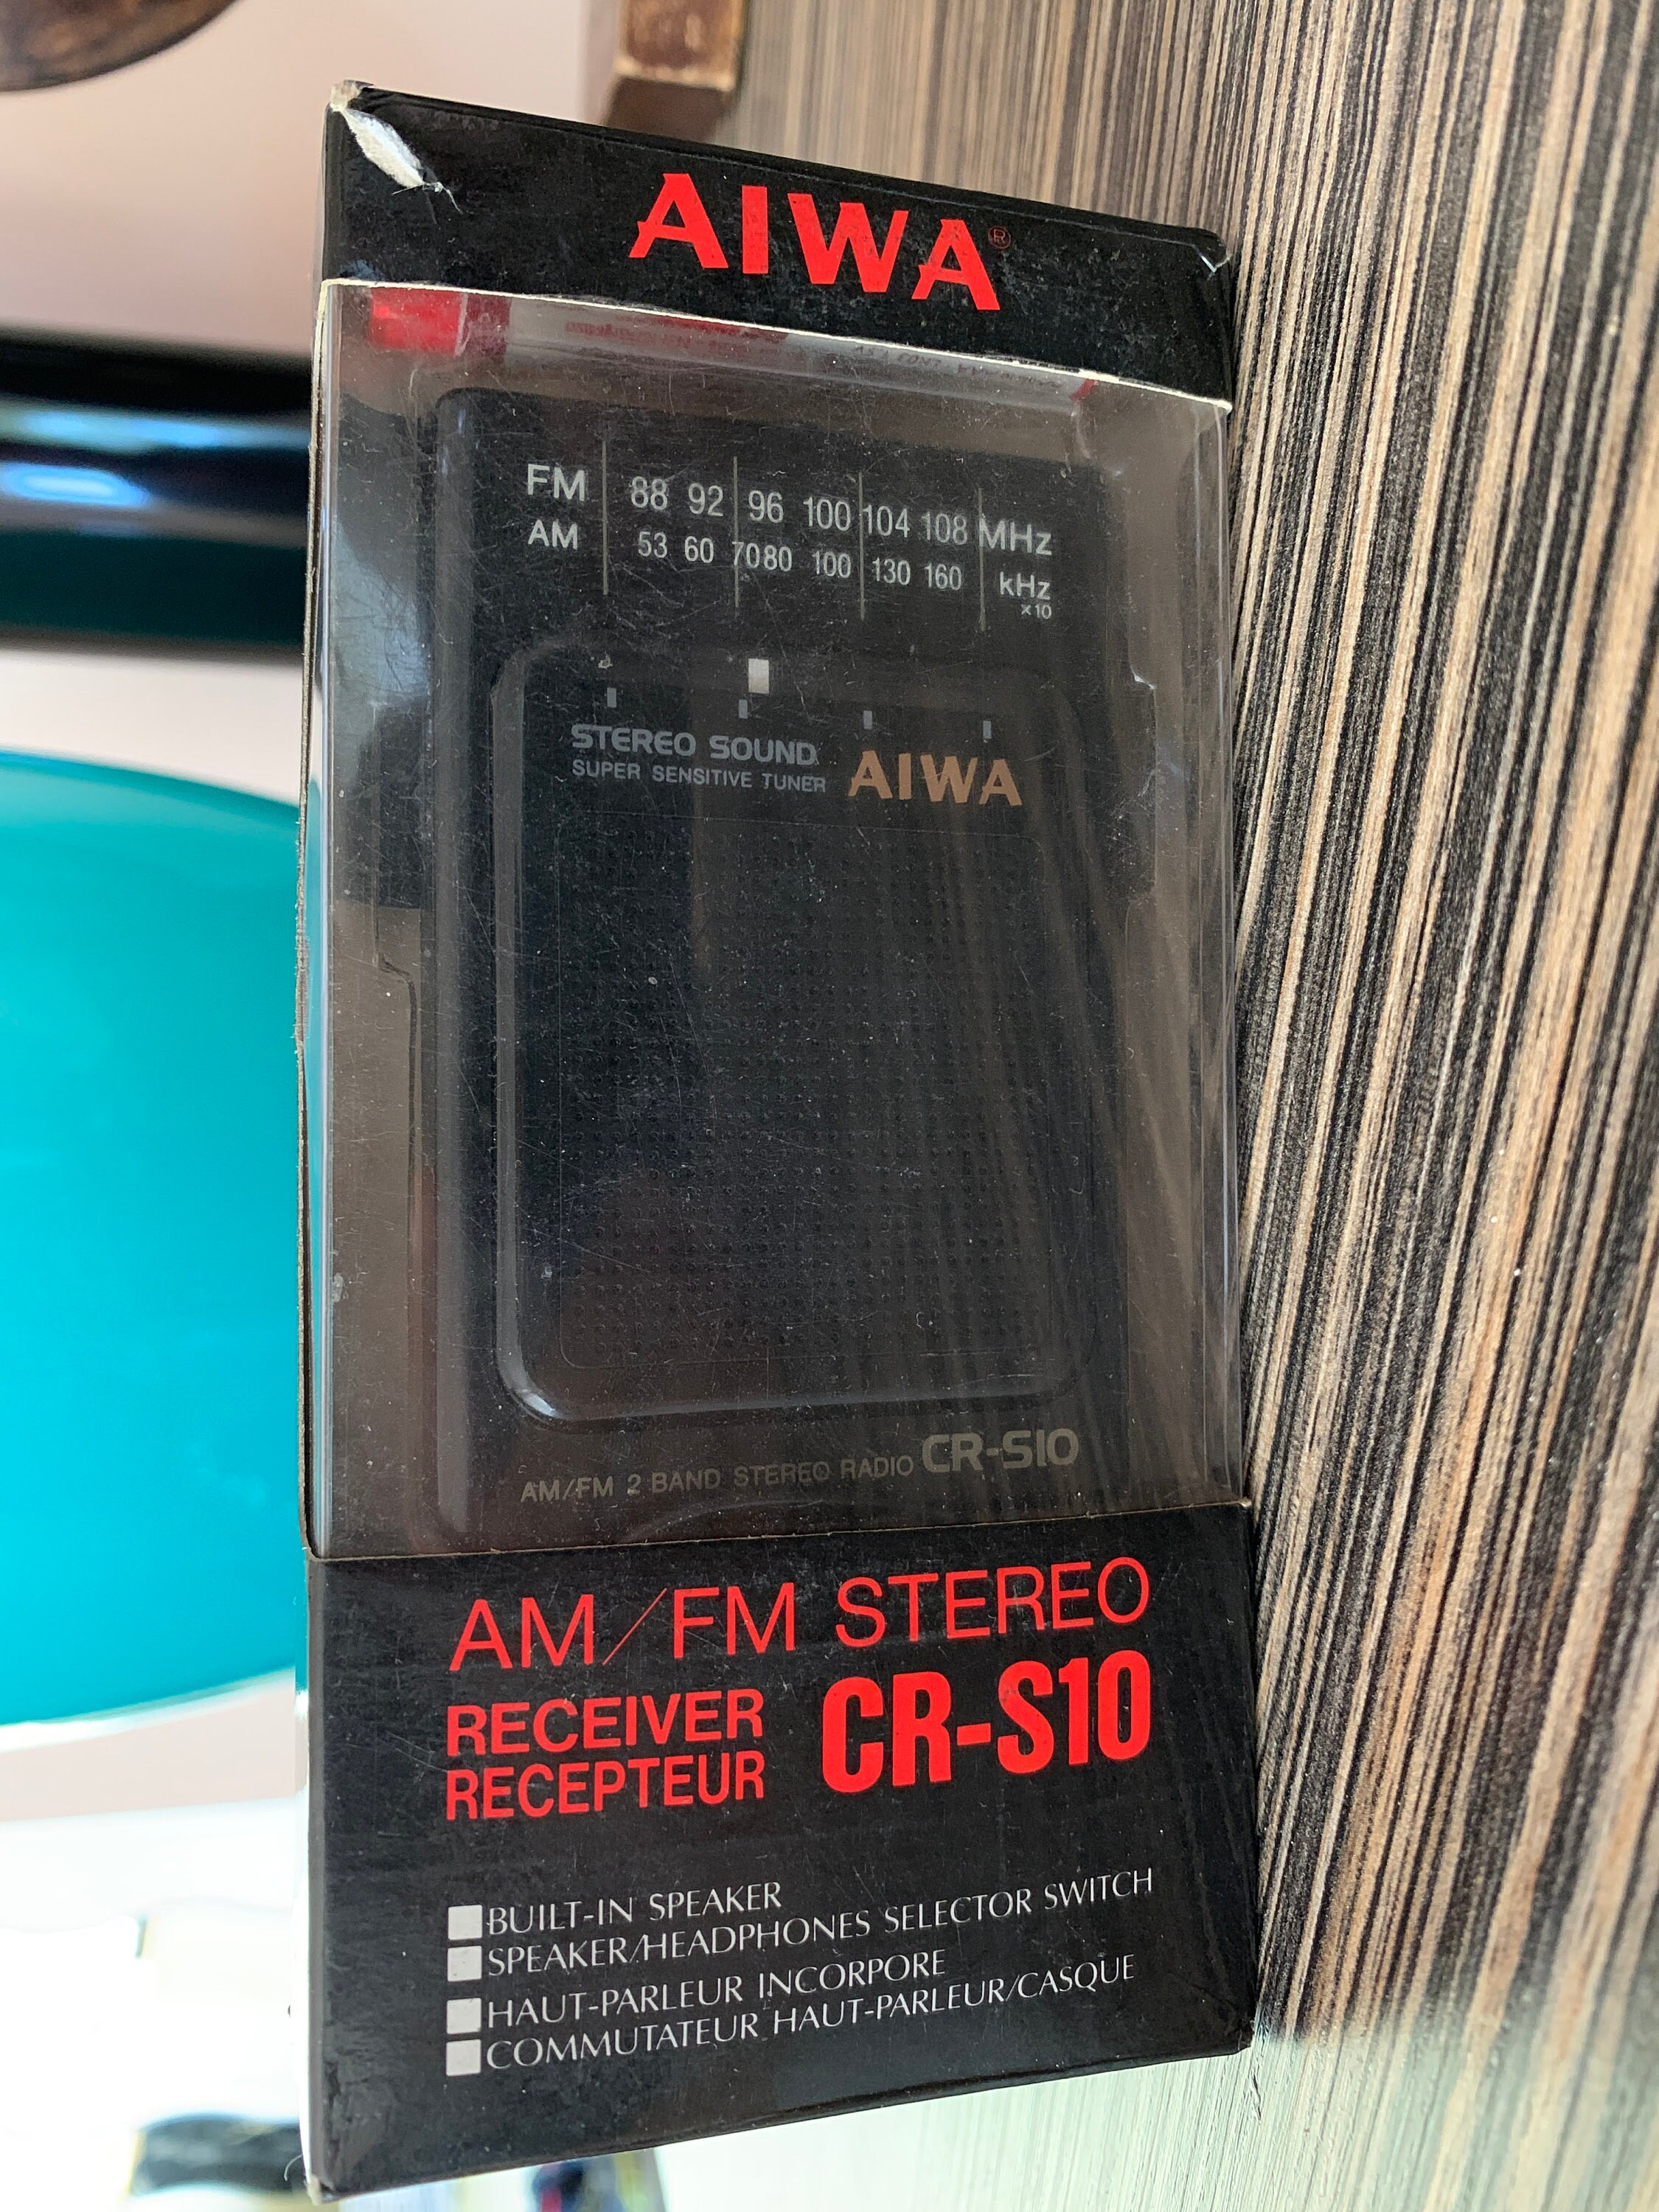 AIWA®
FM 88 92 96 100 104 108 MHz
AM 53 60 70 80 100 130 160 kHz
×10
STEREO SOUND
SUPER SENSITIVE TUNER AIWA
AM/FM 2 BAND STEREO RADIO CR-S10
AM/FM STEREO
RECEIVER
RECEPTEUR CR-S10
BUILT-IN SPEAKER
SPEAKER/HEADPHONES SELECTOR SWITCH
HAUT-PARLEUR INCORPORE
COMMUTATEUR HAUT-PARLEUR/CASQUE